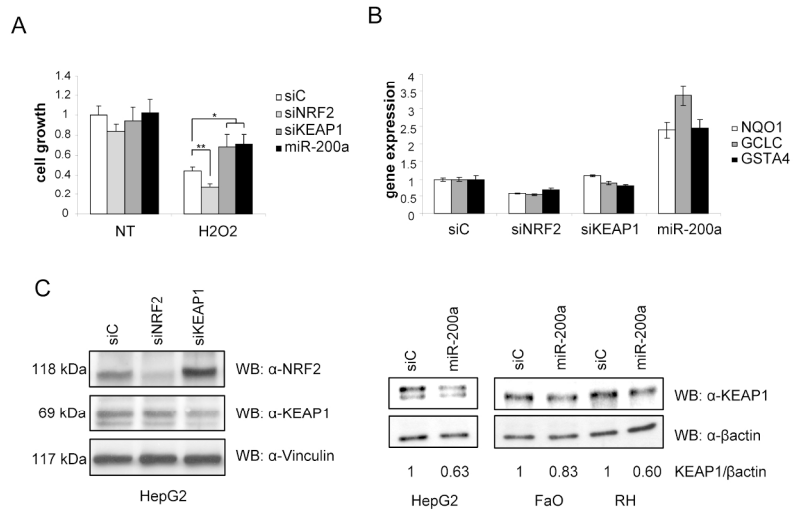 A
cell growth
1.4
1.2
1
0.8
0.6
0.4
0.2
0
**
*
NT
H2O2
siC
siNRF2
siKEAP1
miR-200a
B
gene expression
4
3.5
3
2.5
2
1.5
1
0.5
0
siC
siNRF2
siKEAP1
miR-200a
NQO1
GCLC
GSTA4
C
siC
siNRF2
siKEAP1
118 kDa
WB: α-NRF2
69 kDa
WB: α-KEAP1
117 kDa
WB: α-Vinculin
HepG2
siC
miR-200a
siC
miR-200a
siC
miR-200a
WB: α-KEAP1
WB: α-βactin
1 0.63 1 0.83 1 0.60 KEAP1/βactin
HepG2 FaO RH